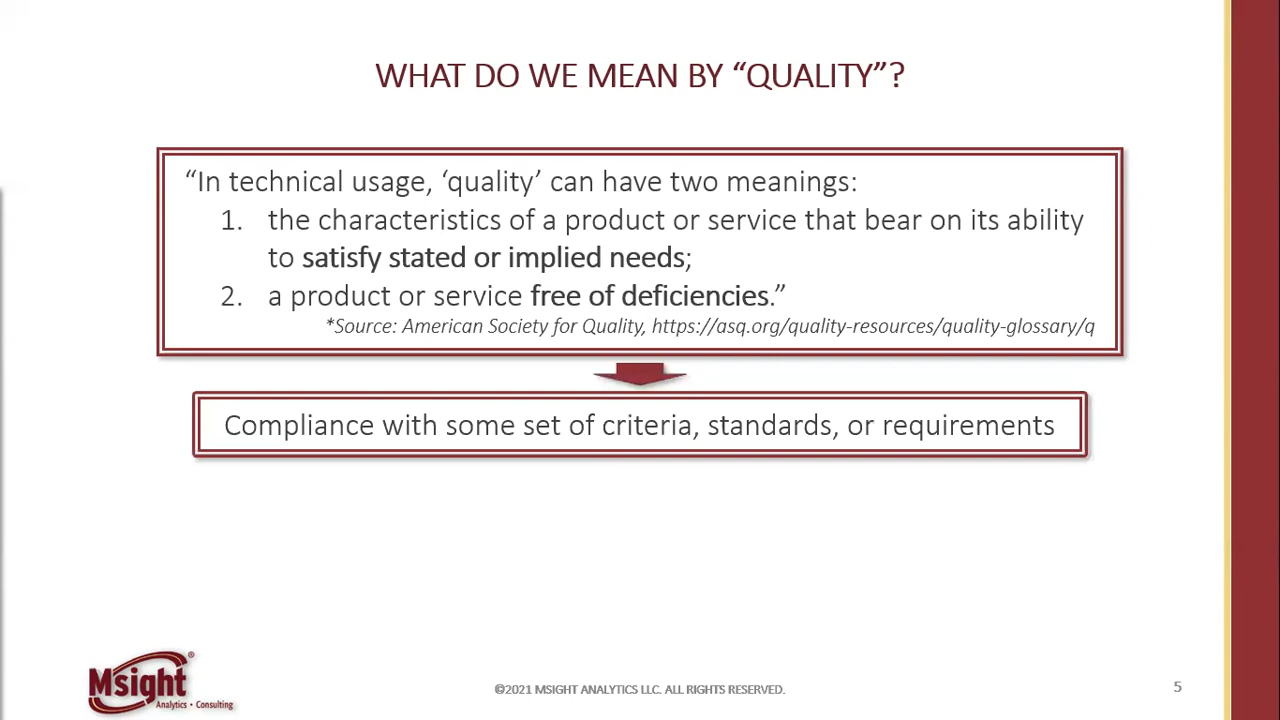 WHAT DO WE MEAN BY “QUALITY”?
“In technical usage, ‘quality’ can have two meanings:
1. the characteristics of a product or service that bear on its ability
to satisfy stated or implied needs;
2. a product or service free of deficiencies.”
*Source: American Society for Quality, https://asq.org/quality-resources/quality-glossary/q
Compliance with some set of criteria, standards, or requirements
Msight®
Analytics • Consulting
©2021 MSIGHT ANALYTICS LLC. ALL RIGHTS RESERVED.
5